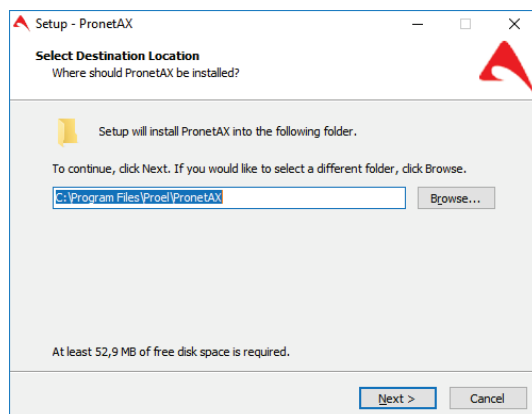 Setup - PronetAX
Select Destination Location
Where should PronetAX be installed?
Setup will install PronetAX into the following folder.
To continue, click Next. If you would like to select a different folder, click Browse.
C:\Program Files\Proel\PronetAX
Browse...
At least 52,9 MB of free disk space is required.
Next >
Cancel